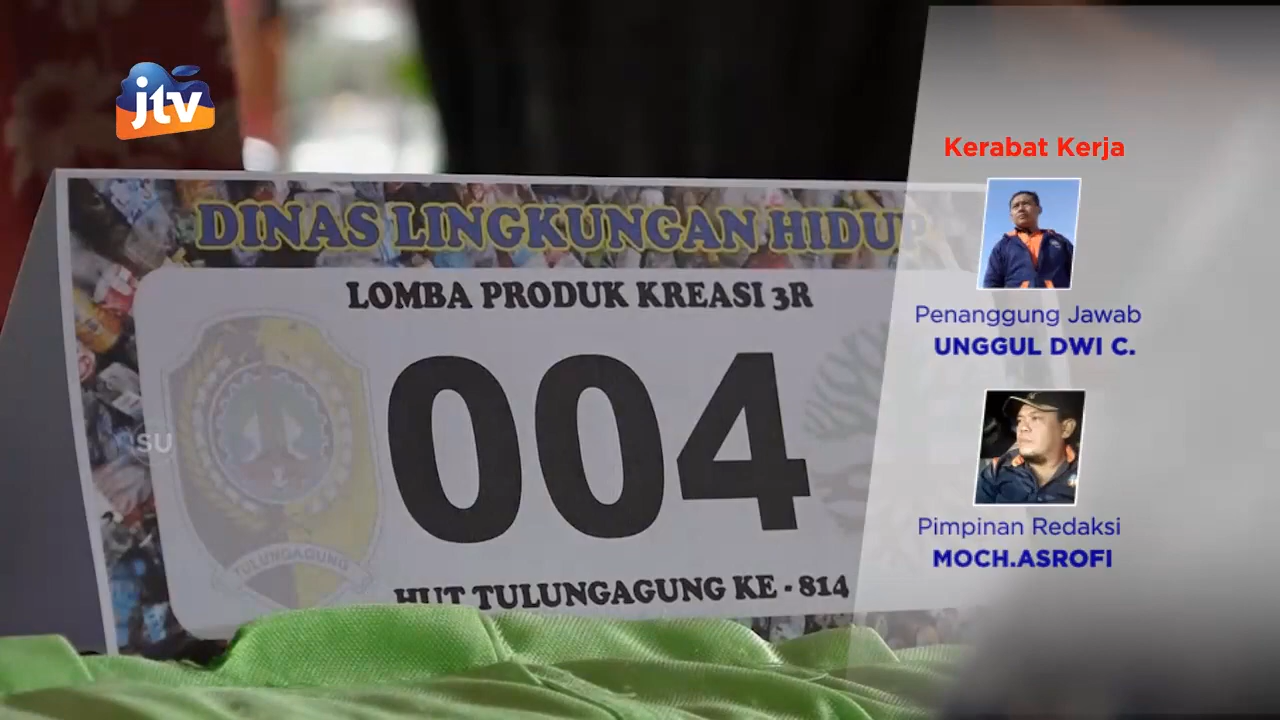 jtv
DINAS LINGKUNGAN HIDUP
LOMBA PRODUK KREASI 3R
004
TULUNGAGUNG
HUT TULUNGAGUNG KE - 814
SU
Kerabat Kerja
Penanggung Jawab
UNGGUL DWI C.
Pimpinan Redaksi
MOCH.ASROFI